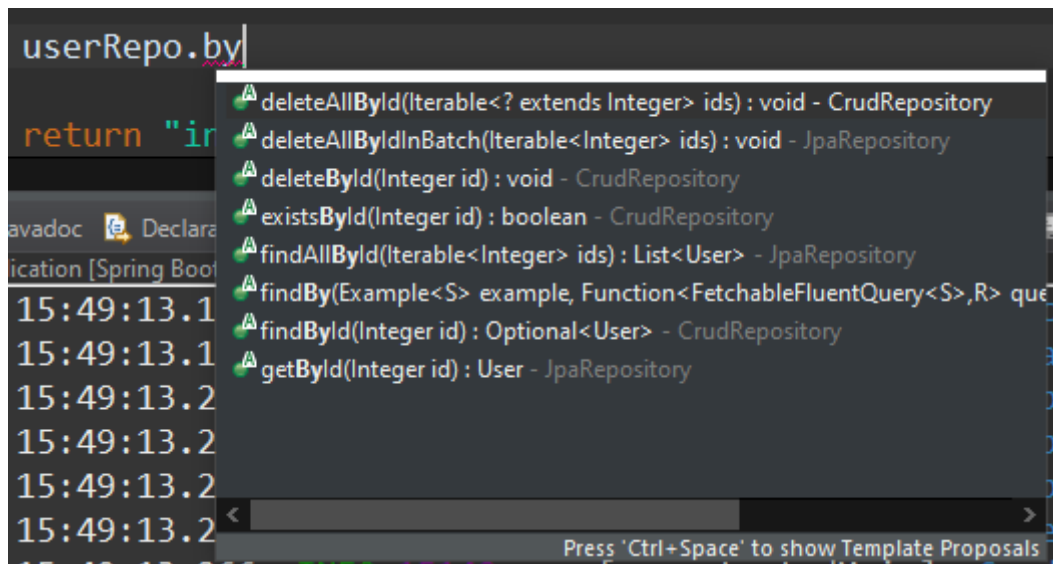 userRepo.by
deleteAllById(Iterable<? extends Integer> ids) : void - CrudRepository
return "in
deleteAllByIdInBatch(Iterable<Integer> ids) : void - JpaRepository
deleteById(Integer id) : void - CrudRepository
existsById(Integer id) : boolean - CrudRepository
avadoc Declara
findAllById(Iterable<Integer> ids) : List<User> - JpaRepository
ication [Spring Boot
findBy(Example<S> example, Function<FetchableFluentQuery<S>,R> que
15:49:13.1
findById(Integer id) : Optional<User> - CrudRepository
15:49:13.1
getById(Integer id) : User - JpaRepository
15:49:13.2
15:49:13.2
15:49:13.2
15:49:13.2
Press 'Ctrl+Space' to show Template Proposals